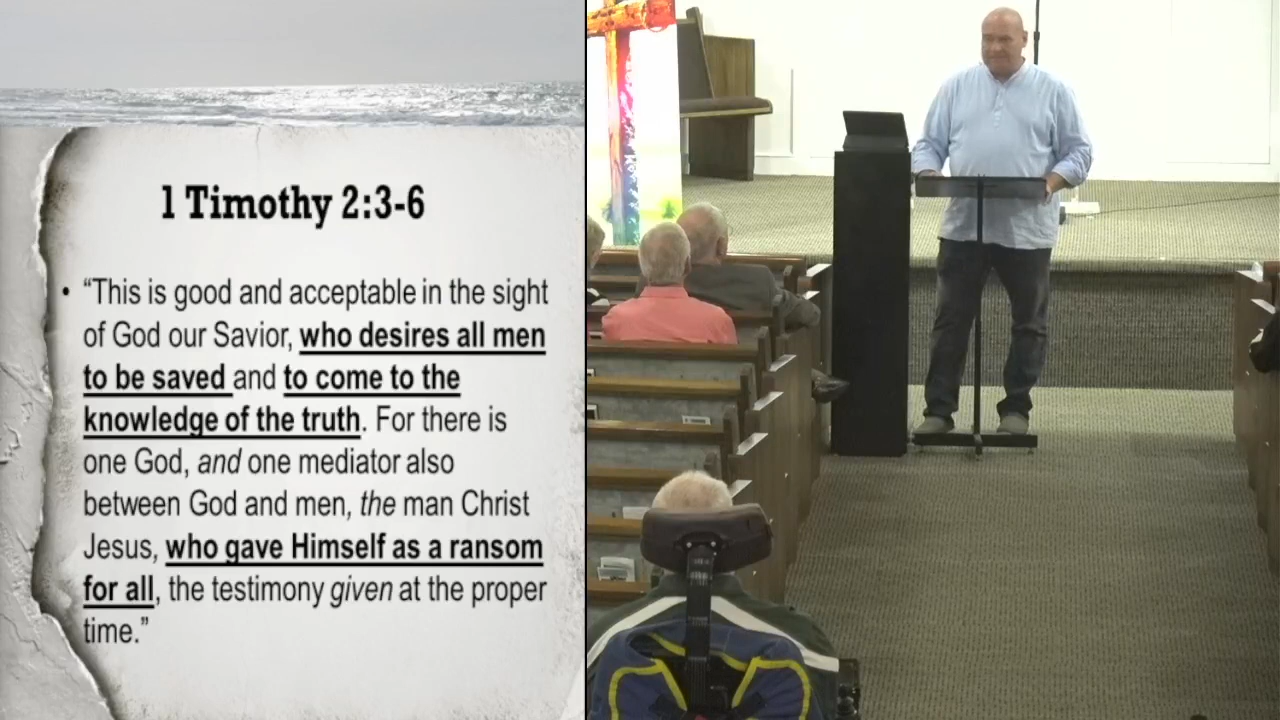 1 Timothy 2:3-6
• “This is good and acceptable in the sight
of God our Savior, who desires all men
to be saved and to come to the
knowledge of the truth. For there is
one God, and one mediator also
between God and men, the man Christ
Jesus, who gave Himself as a ransom
for all, the testimony given at the proper
time.”